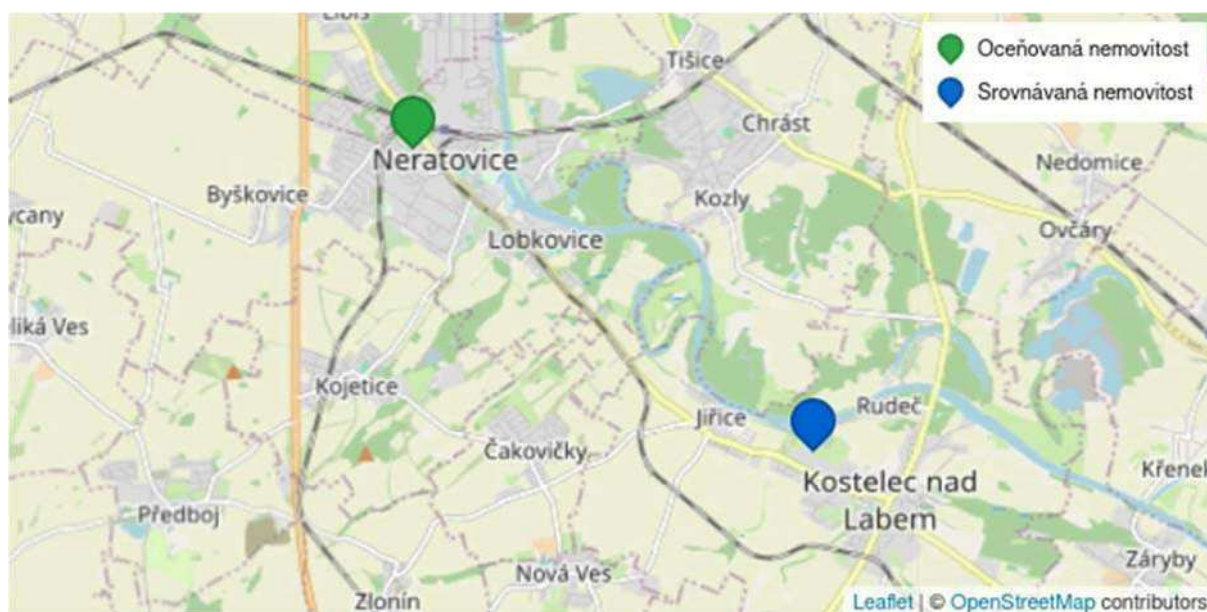 Oceňovaná nemovitost
Srovnávaná nemovitost
Tišice
Chrást
Neratovice
Nedomice
Byškovice
Kozly
Lobkovice
Ovčáry
Kojetice
Jiřice
Rudeč
Čakovičky
Křenek
Kostelec nad
Labem
Předboj
Záryby
Nová Ves
Zlonín
Leaflet | © OpenStreetMap contributors